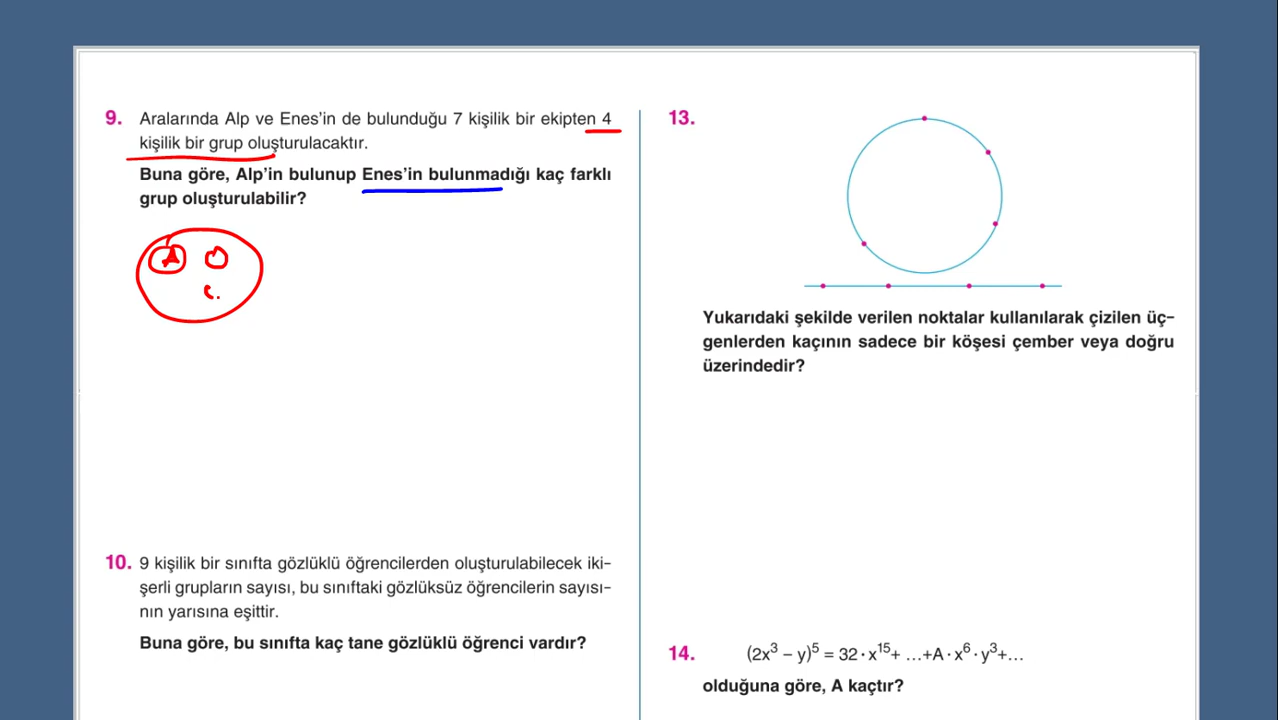 9. Aralarında Alp ve Enes'in de bulunduğu 7 kişilik bir ekipten 4
kişilik bir grup oluşturulacaktır.
Buna göre, Alp'in bulunup Enes'in bulunmadığı kaç farklı
grup oluşturulabilir?
A
10. 9 kişilik bir sınıfta gözlüklü öğrencilerden oluşturulabilecek iki-
şerli grupların sayısı, bu sınıftaki gözlüksüz öğrencilerin sayısı-
nın yarısına eşittir.
Buna göre, bu sınıfta kaç tane gözlüklü öğrenci vardır?
13.
Yukarıdaki şekilde verilen noktalar kullanılarak çizilen üç-
genlerden kaçının sadece bir köşesi çember veya doğru
üzerindedir?
14. (2x³ − y)⁵ = 32 · x¹⁵+ ...+A · x⁶ · y³+...
olduğuna göre, A kaçtır?